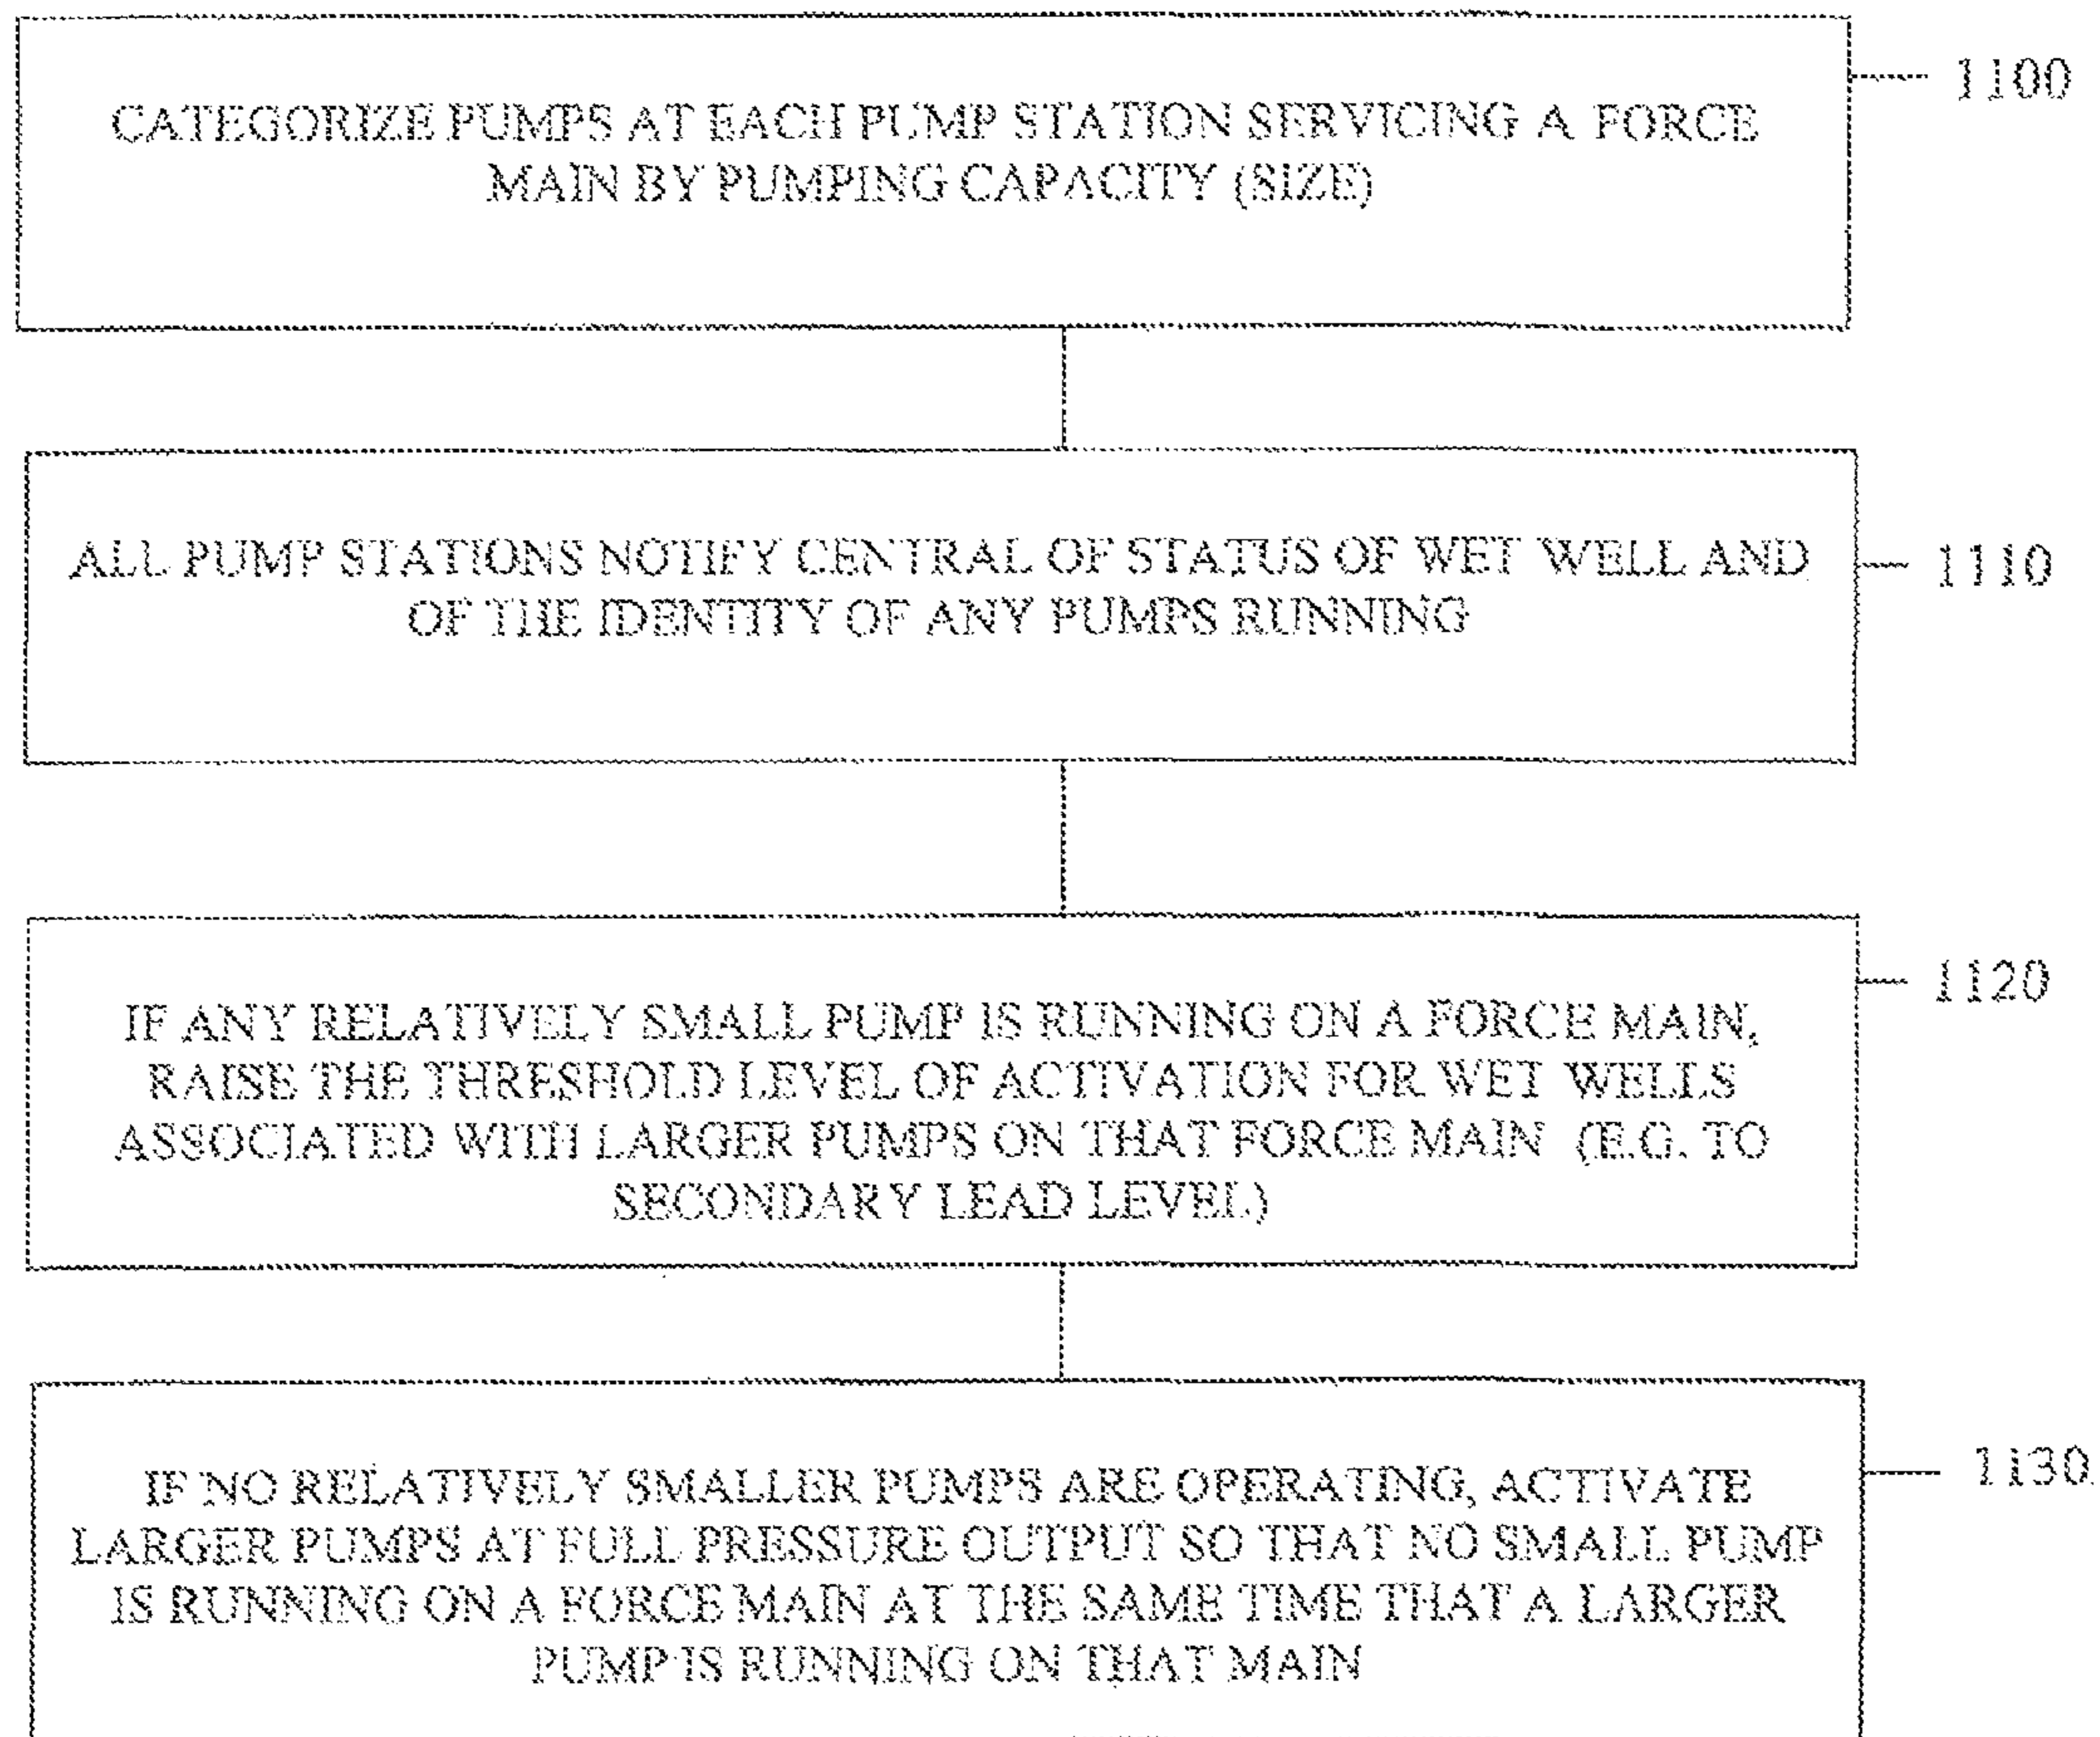 CATEGORIZE PUMPS AT EACH PUMP STATION SERVICING A FORCE
MAIN BY PUMPING CAPACITY (SIZE)
1100
ALL PUMP STATIONS NOTIFY CENTRAL OF STATUS OF WET WELL AND
OF THE IDENTITY OF ANY PUMPS RUNNING
1110
IF ANY RELATIVELY SMALL PUMP IS RUNNING ON A FORCE MAIN,
RAISE THE THRESHOLD LEVEL OF ACTIVATION FOR WET WELLS
ASSOCIATED WITH LARGER PUMPS ON THAT FORCE MAIN (E.G. TO
SECONDARY LEAD LEVEL)
1120
IF NO RELATIVELY SMALLER PUMPS ARE OPERATING, ACTIVATE
LARGER PUMPS AT FULL PRESSURE OUTPUT SO THAT NO SMALL PUMP
IS RUNNING ON A FORCE MAIN AT THE SAME TIME THAT A LARGER
PUMP IS RUNNING ON THAT MAIN
1130